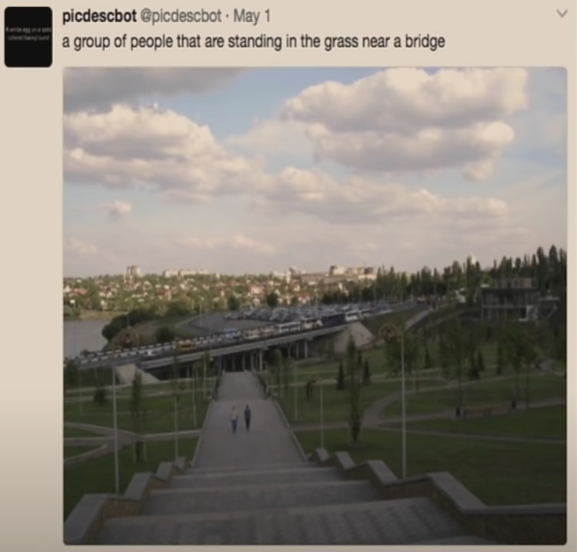 picdescbot @picdescbot · May 1
a group of people that are standing in the grass near a bridge